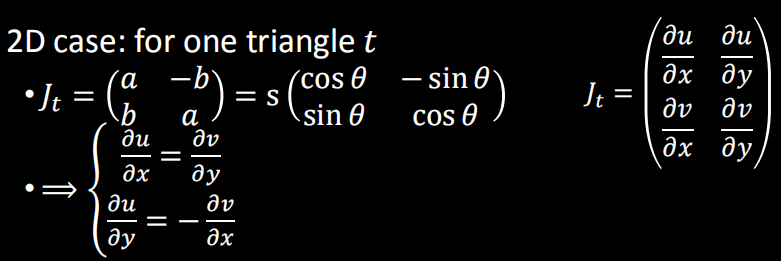 2D case: for one triangle t
•J_t = (a −b; b a) = s (cos θ − sin θ; sin θ cos θ)
•⟹ { ∂u/∂x = ∂v/∂y
∂u/∂y = − ∂v/∂x
J_t = (∂u/∂x ∂u/∂y; ∂v/∂x ∂v/∂y)